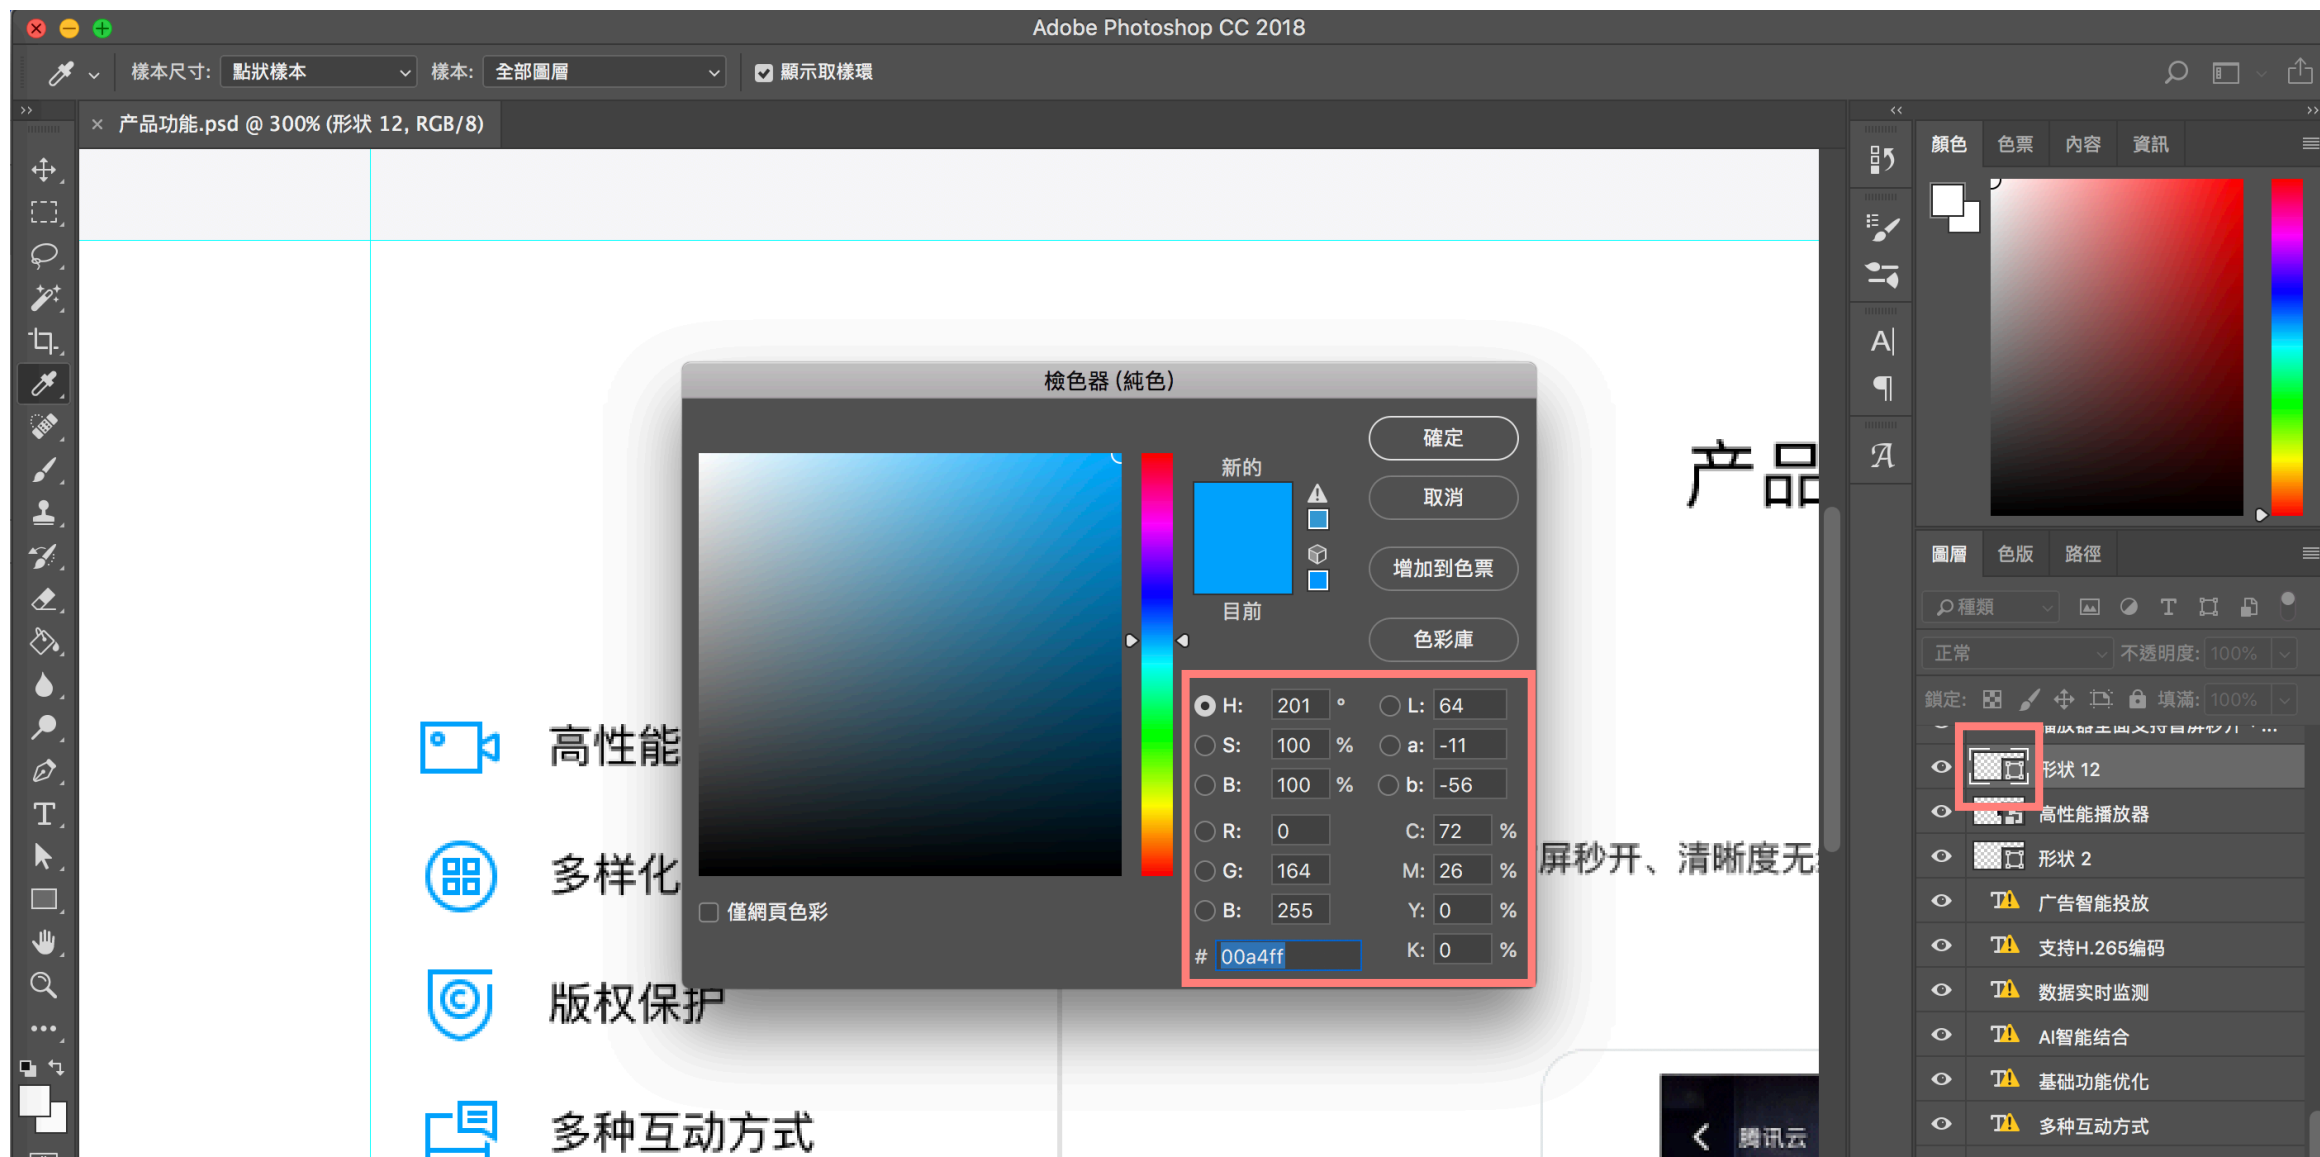 Adobe Photoshop CC 2018
樣本尺寸: 點狀樣本 樣本: 全部圖層 顯示取樣環
× 产品功能.psd @ 300% (形状 12, RGB/8)
顏色 色票 內容 資訊
檢色器 (純色)
新的
目前
確定
取消
增加到色票
色彩庫
H: 201 °
S: 100 %
B: 100 %
R: 0
G: 164
B: 255
# 00a4ff
L: 64
a: -11
b: -56
C: 72 %
M: 26 %
Y: 0 %
K: 0 %
僅網頁色彩
产品
高性能
多样化
版权保护
多种互动方式
屏秒开、清晰度无
腾讯云
圖層 色版 路徑
種類
正常 不透明度: 100%
鎖定: 填滿: 100%
形状 12
高性能播放器
形状 2
广告智能投放
支持H.265编码
数据实时监测
AI智能结合
基础功能优化
多种互动方式